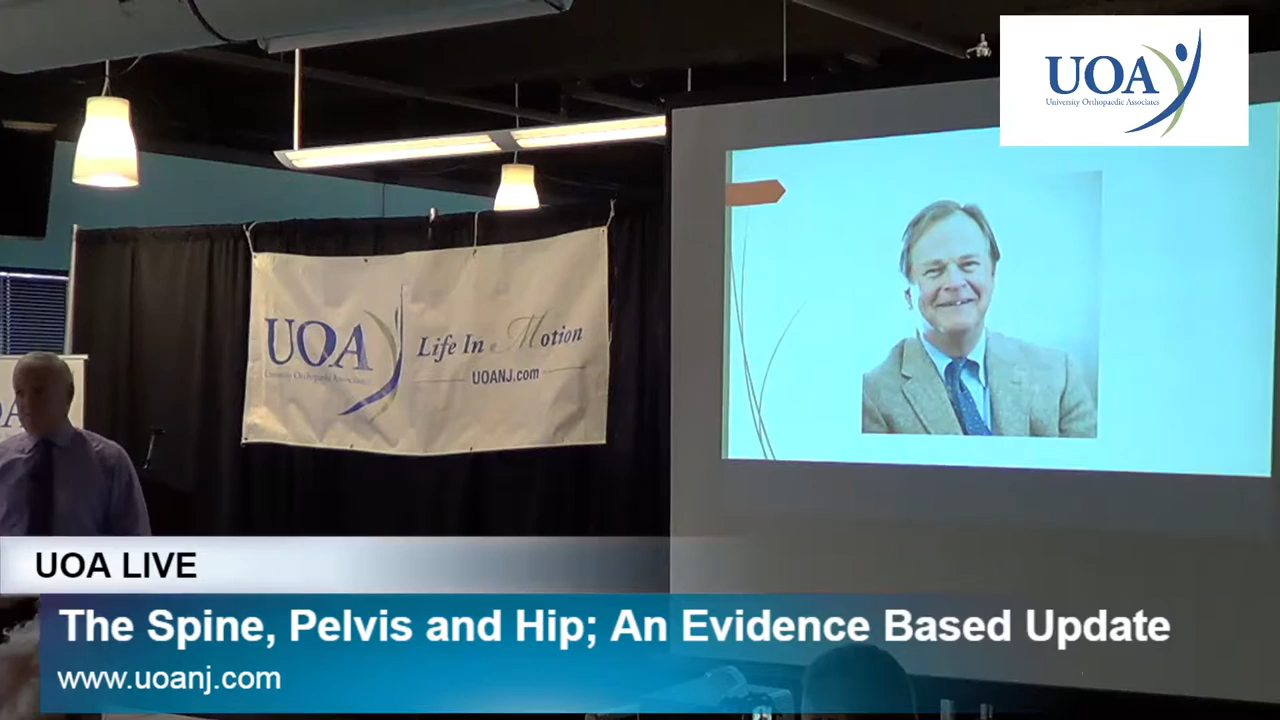 UOA
University Orthopaedic Associates
UOA
University Orthopaedic Associates
Life In Motion
UOANJ.com
OA
UOA LIVE
The Spine, Pelvis and Hip; An Evidence Based Update
www.uoanj.com